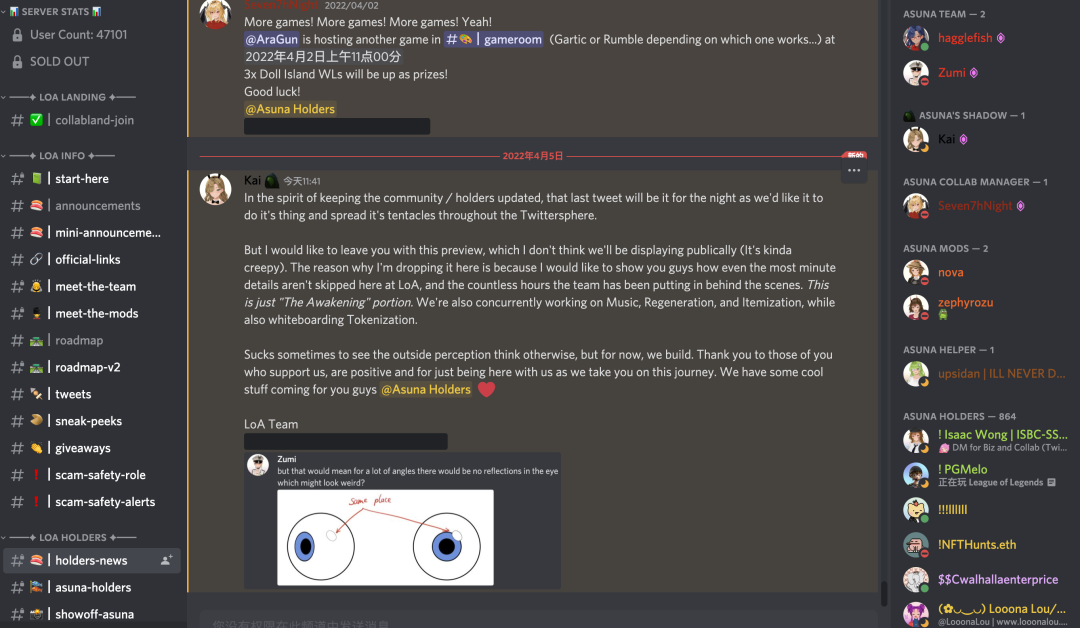 SERVER STATS
User Count: 47101
SOLD OUT
LOA LANDING
collabland-join
LOA INFO
start-here
announcements
mini-announceme...
official-links
meet-the-team
meet-the-mods
roadmap
roadmap-v2
tweets
sneak-peeks
giveaways
scam-safety-role
scam-safety-alerts
LOA HOLDERS
holders-news
asuna-holders
showoff-asuna
Seven7hNight 2022/04/02
More games! More games! More games! Yeah!
@AraGun is hosting another game in # | gameroom (Gartic or Rumble depending on which one works...) at
2022年4月2日上午11点00分
3x Doll Island WLs will be up as prizes!
Good luck!
@Asuna Holders
2022年4月5日 新的
Kai 今天11:41
In the spirit of keeping the community / holders updated, that last tweet will be it for the night as we'd like it to
do it's thing and spread it's tentacles throughout the Twittersphere.
But I would like to leave you with this preview, which I don't think we'll be displaying publically (It's kinda
creepy). The reason why I'm dropping it here is because I would like to show you guys how even the most minute
details aren't skipped here at LoA, and the countless hours the team has been putting in behind the scenes. This
is just "The Awakening" portion. We're also concurrently working on Music, Regeneration, and Itemization, while
also whiteboarding Tokenization.
Sucks sometimes to see the outside perception think otherwise, but for now, we build. Thank you to those of you
who support us, are positive and for just being here with us as we take you on this journey. We have some cool
stuff coming for you guys @Asuna Holders
LoA Team
Zumi
but that would mean for a lot of angles there would be no reflections in the eye
which might look weird?
Same place
您没有权限在此频道中发送消息
ASUNA TEAM — 2
hagglefish
Zumi
ASUNA'S SHADOW — 1
Kai
ASUNA COLLAB MANAGER — 1
Seven7hNight
ASUNA MODS — 2
nova
zephyrozu
ASUNA HELPER — 1
upsidan | ILL NEVER D...
ASUNA HOLDERS — 864
! Isaac Wong | ISBC-SS...
DM for Biz and Collab (Twi...
! PGMelo
正在玩 League of Legends
!!!IIIIII
!NFTHunts.eth
$$Cwalhallaenterprice
(✿◡‿◡) Looona Lou/...
@LooonaLou | www.looonalou....